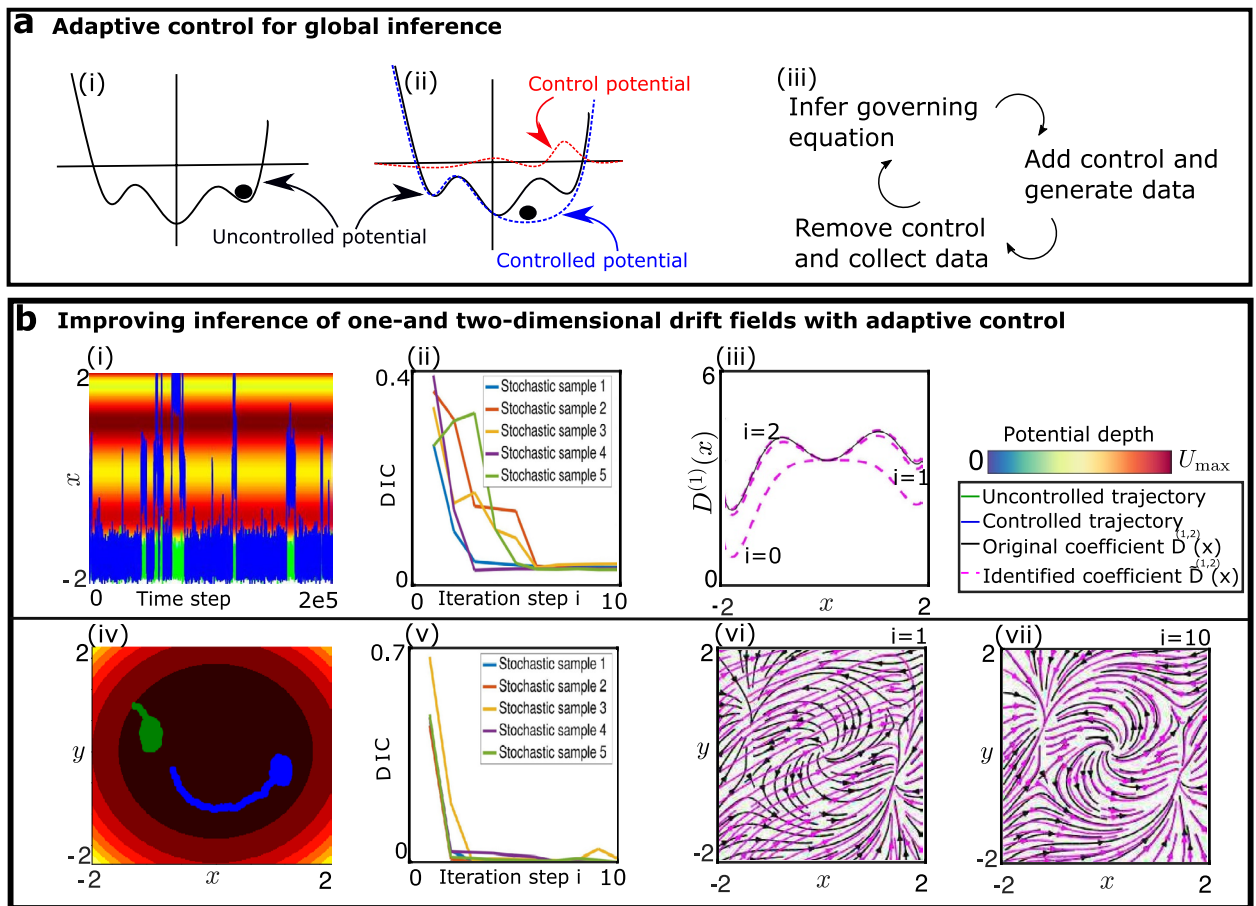 a Adaptive control for global inference
(i)
Uncontrolled potential
(ii)
Control potential
Controlled potential
(iii)
Infer governing
equation
Add control and
generate data
Remove control
and collect data
b Improving inference of one-and two-dimensional drift fields with adaptive control
(i)
2
x
-2
0 Time step 2e5
(ii)
0.4
DIC
0
Stochastic sample 1
Stochastic sample 2
Stochastic sample 3
Stochastic sample 4
Stochastic sample 5
0 Iteration step i 10
(iii)
6
D⁽¹⁾(x)
0
i=2
i=1
i=0
-2 x 2
Potential depth
0 U_max
Uncontrolled trajectory
Controlled trajectory
Original coefficient D^(1,2)(x)
Identified coefficient D̃^(1,2)(x)
(iv)
2
y
-2
-2 x 2
(v)
0.7
DIC
0
Stochastic sample 1
Stochastic sample 2
Stochastic sample 3
Stochastic sample 4
Stochastic sample 5
0 Iteration step i 10
(vi) i=1
2
y
-2
-2 x 2
(vii) i=10
2
y
-2
-2 x 2